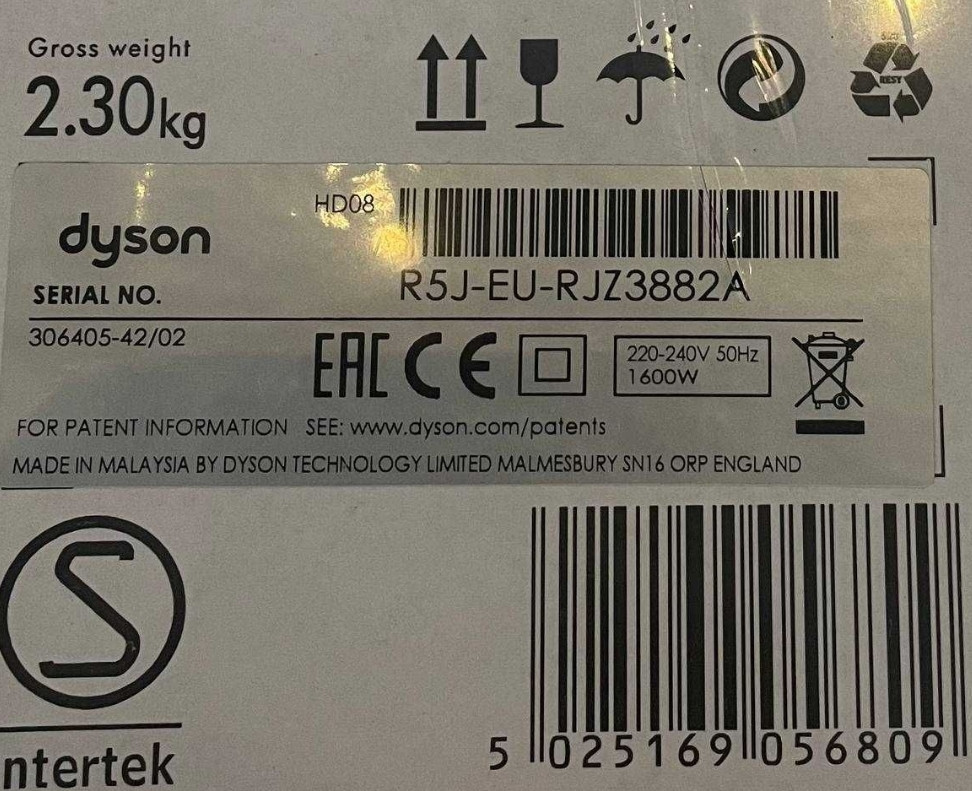 Gross weight
2.30kg
RESY
dyson
HD08
SERIAL NO.
R5J-EU-RJZ3882A
306405-42/02
EAC CE
220-240V 50Hz
1600W
FOR PATENT INFORMATION SEE: www.dyson.com/patents
MADE IN MALAYSIA BY DYSON TECHNOLOGY LIMITED MALMESBURY SN16 ORP ENGLAND
S
ntertek
5 025169 056809